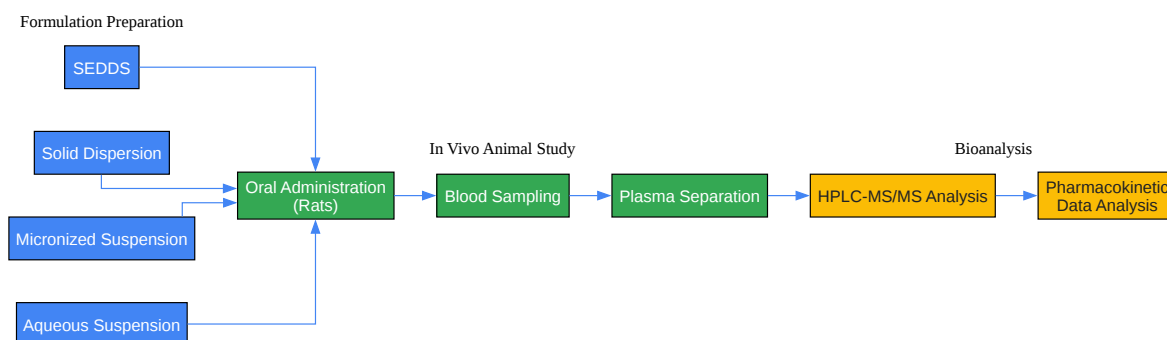 Formulation Preparation
SEDDS
Solid Dispersion
Micronized Suspension
Aqueous Suspension
In Vivo Animal Study
Oral Administration
(Rats)
Blood Sampling
Plasma Separation
Bioanalysis
HPLC-MS/MS Analysis
Pharmacokinetic
Data Analysis